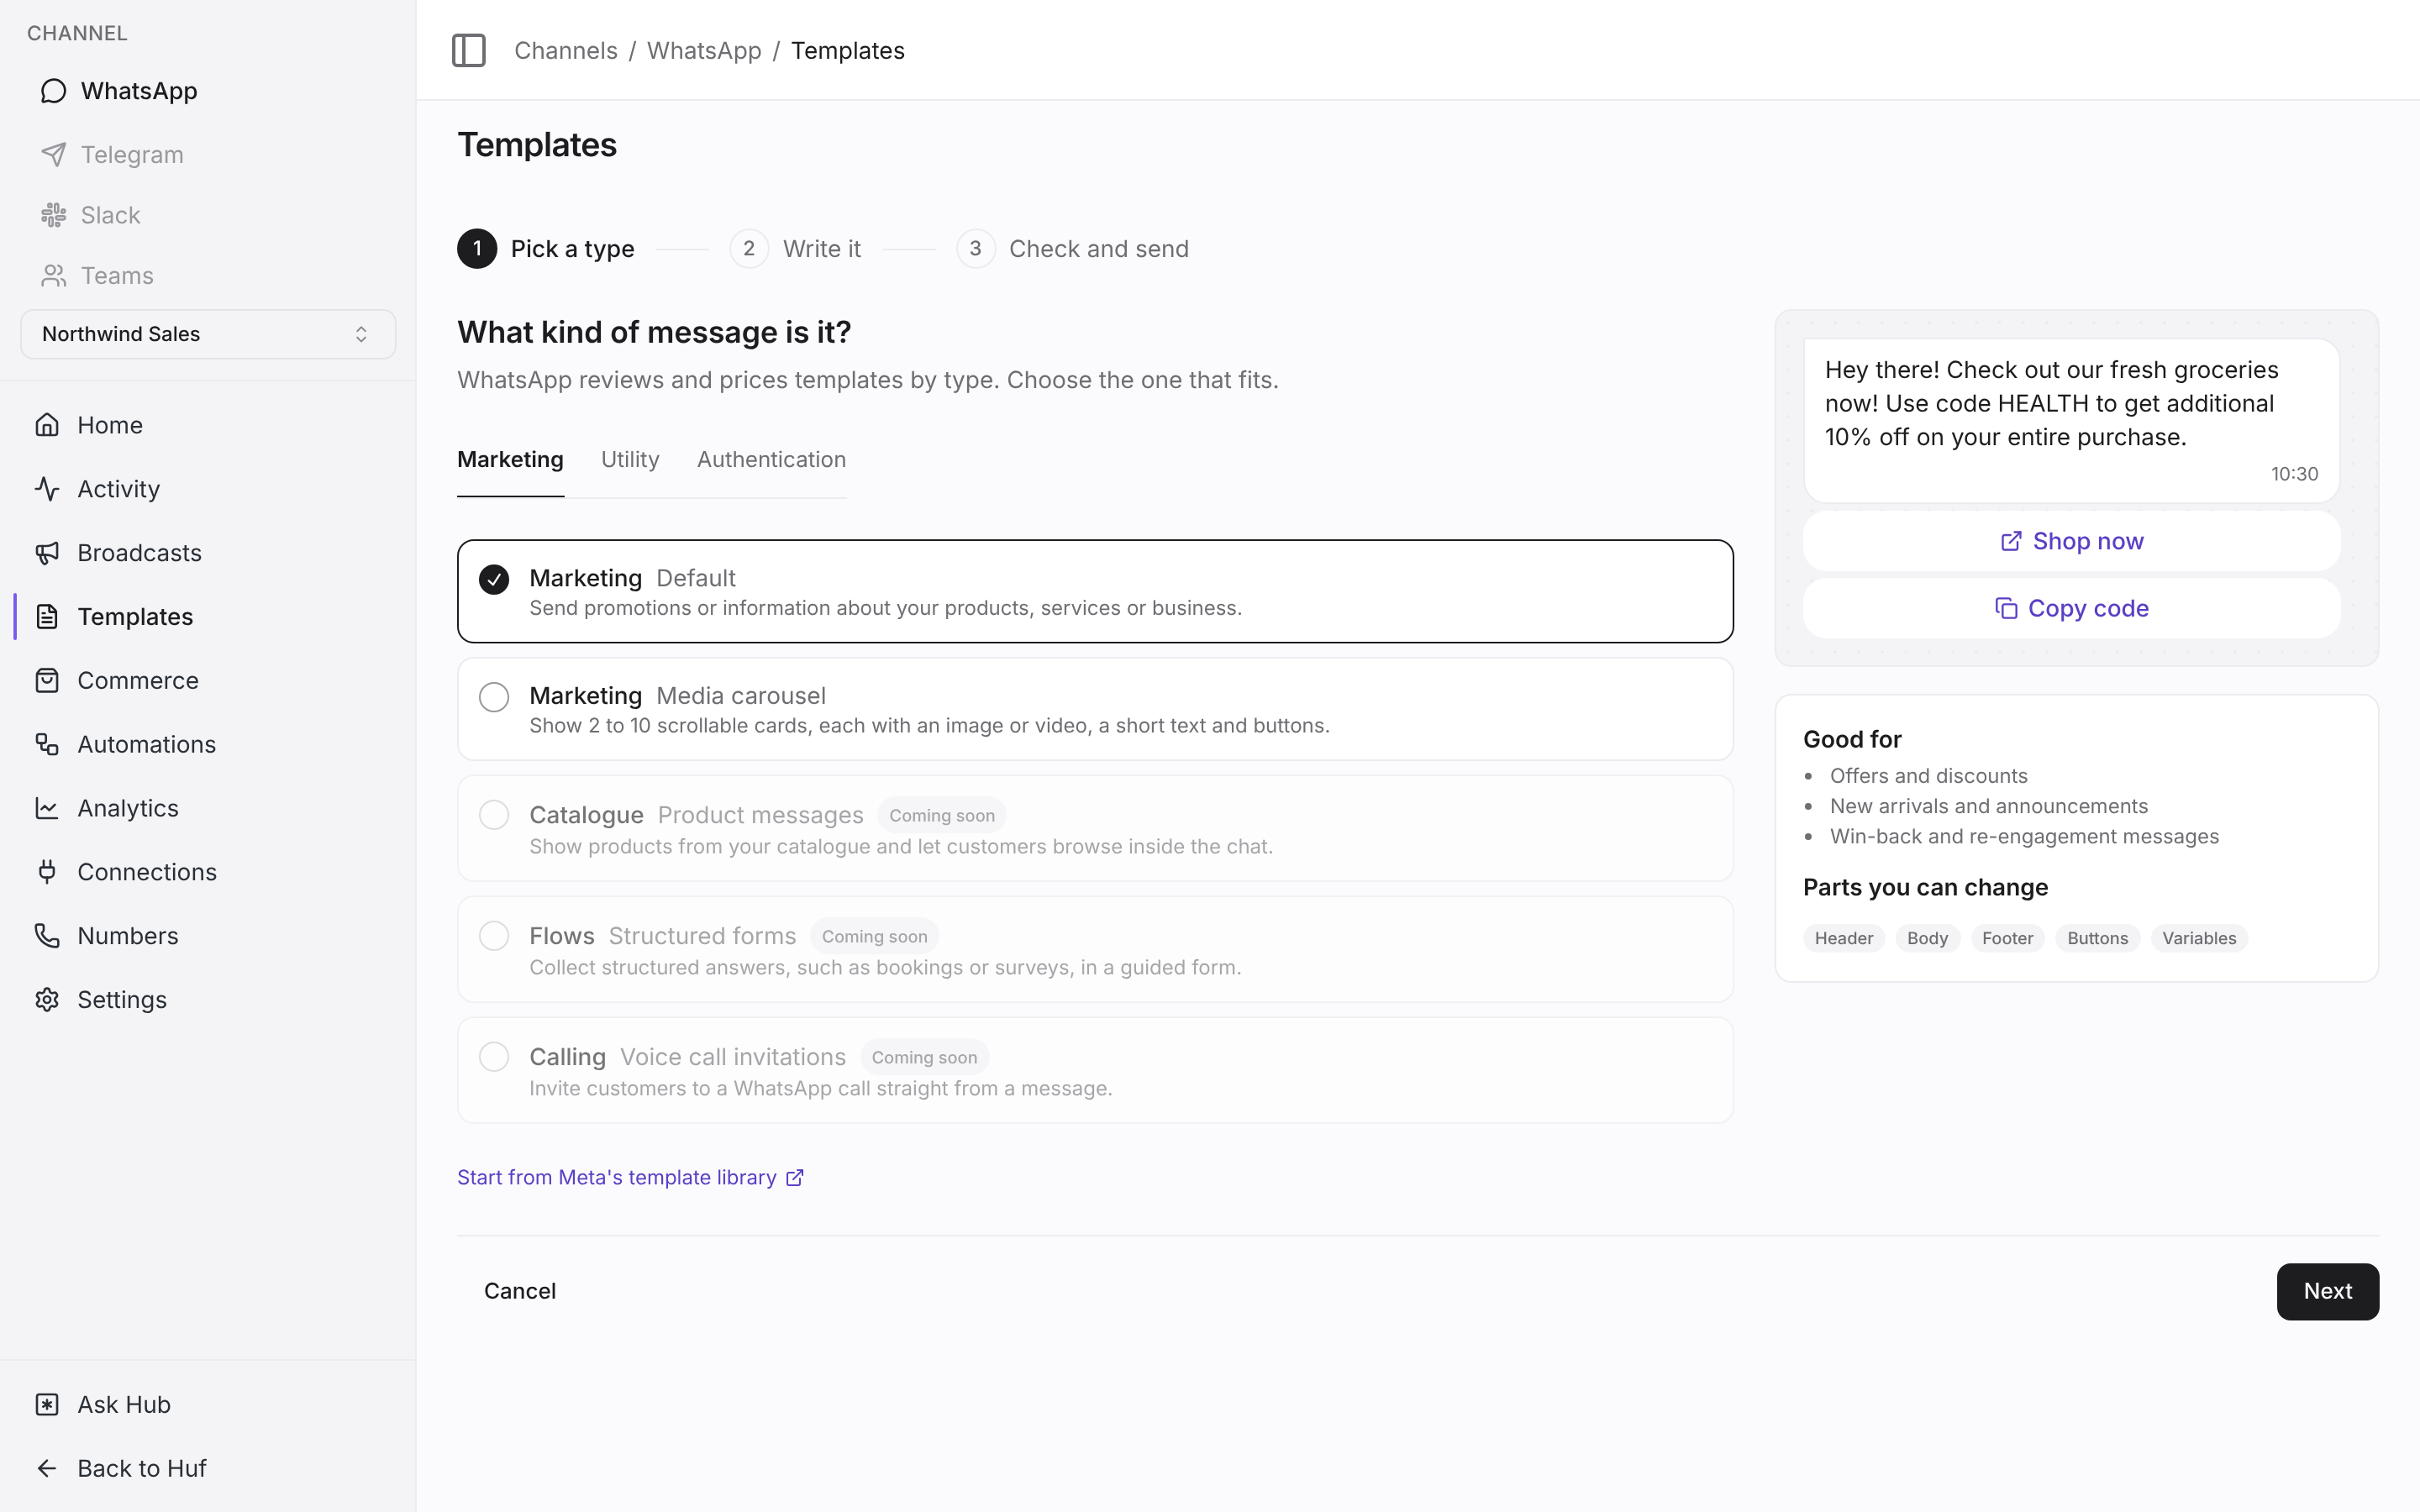 CHANNEL
WhatsApp
Telegram
Slack
Teams
Northwind Sales
Home
Activity
Broadcasts
Templates
Commerce
Automations
Analytics
Connections
Numbers
Settings
Ask Hub
Back to Huf
Channels / WhatsApp / Templates
Templates
1 Pick a type 2 Write it 3 Check and send
What kind of message is it?
WhatsApp reviews and prices templates by type. Choose the one that fits.
Marketing Utility Authentication
Marketing Default
Send promotions or information about your products, services or business.
Marketing Media carousel
Show 2 to 10 scrollable cards, each with an image or video, a short text and buttons.
Catalogue Product messages Coming soon
Show products from your catalogue and let customers browse inside the chat.
Flows Structured forms Coming soon
Collect structured answers, such as bookings or surveys, in a guided form.
Calling Voice call invitations Coming soon
Invite customers to a WhatsApp call straight from a message.
Start from Meta's template library
Hey there! Check out our fresh groceries
now! Use code HEALTH to get additional
10% off on your entire purchase.
10:30
Shop now
Copy code
Good for
• Offers and discounts
• New arrivals and announcements
• Win-back and re-engagement messages
Parts you can change
Header Body Footer Buttons Variables
Cancel
Next